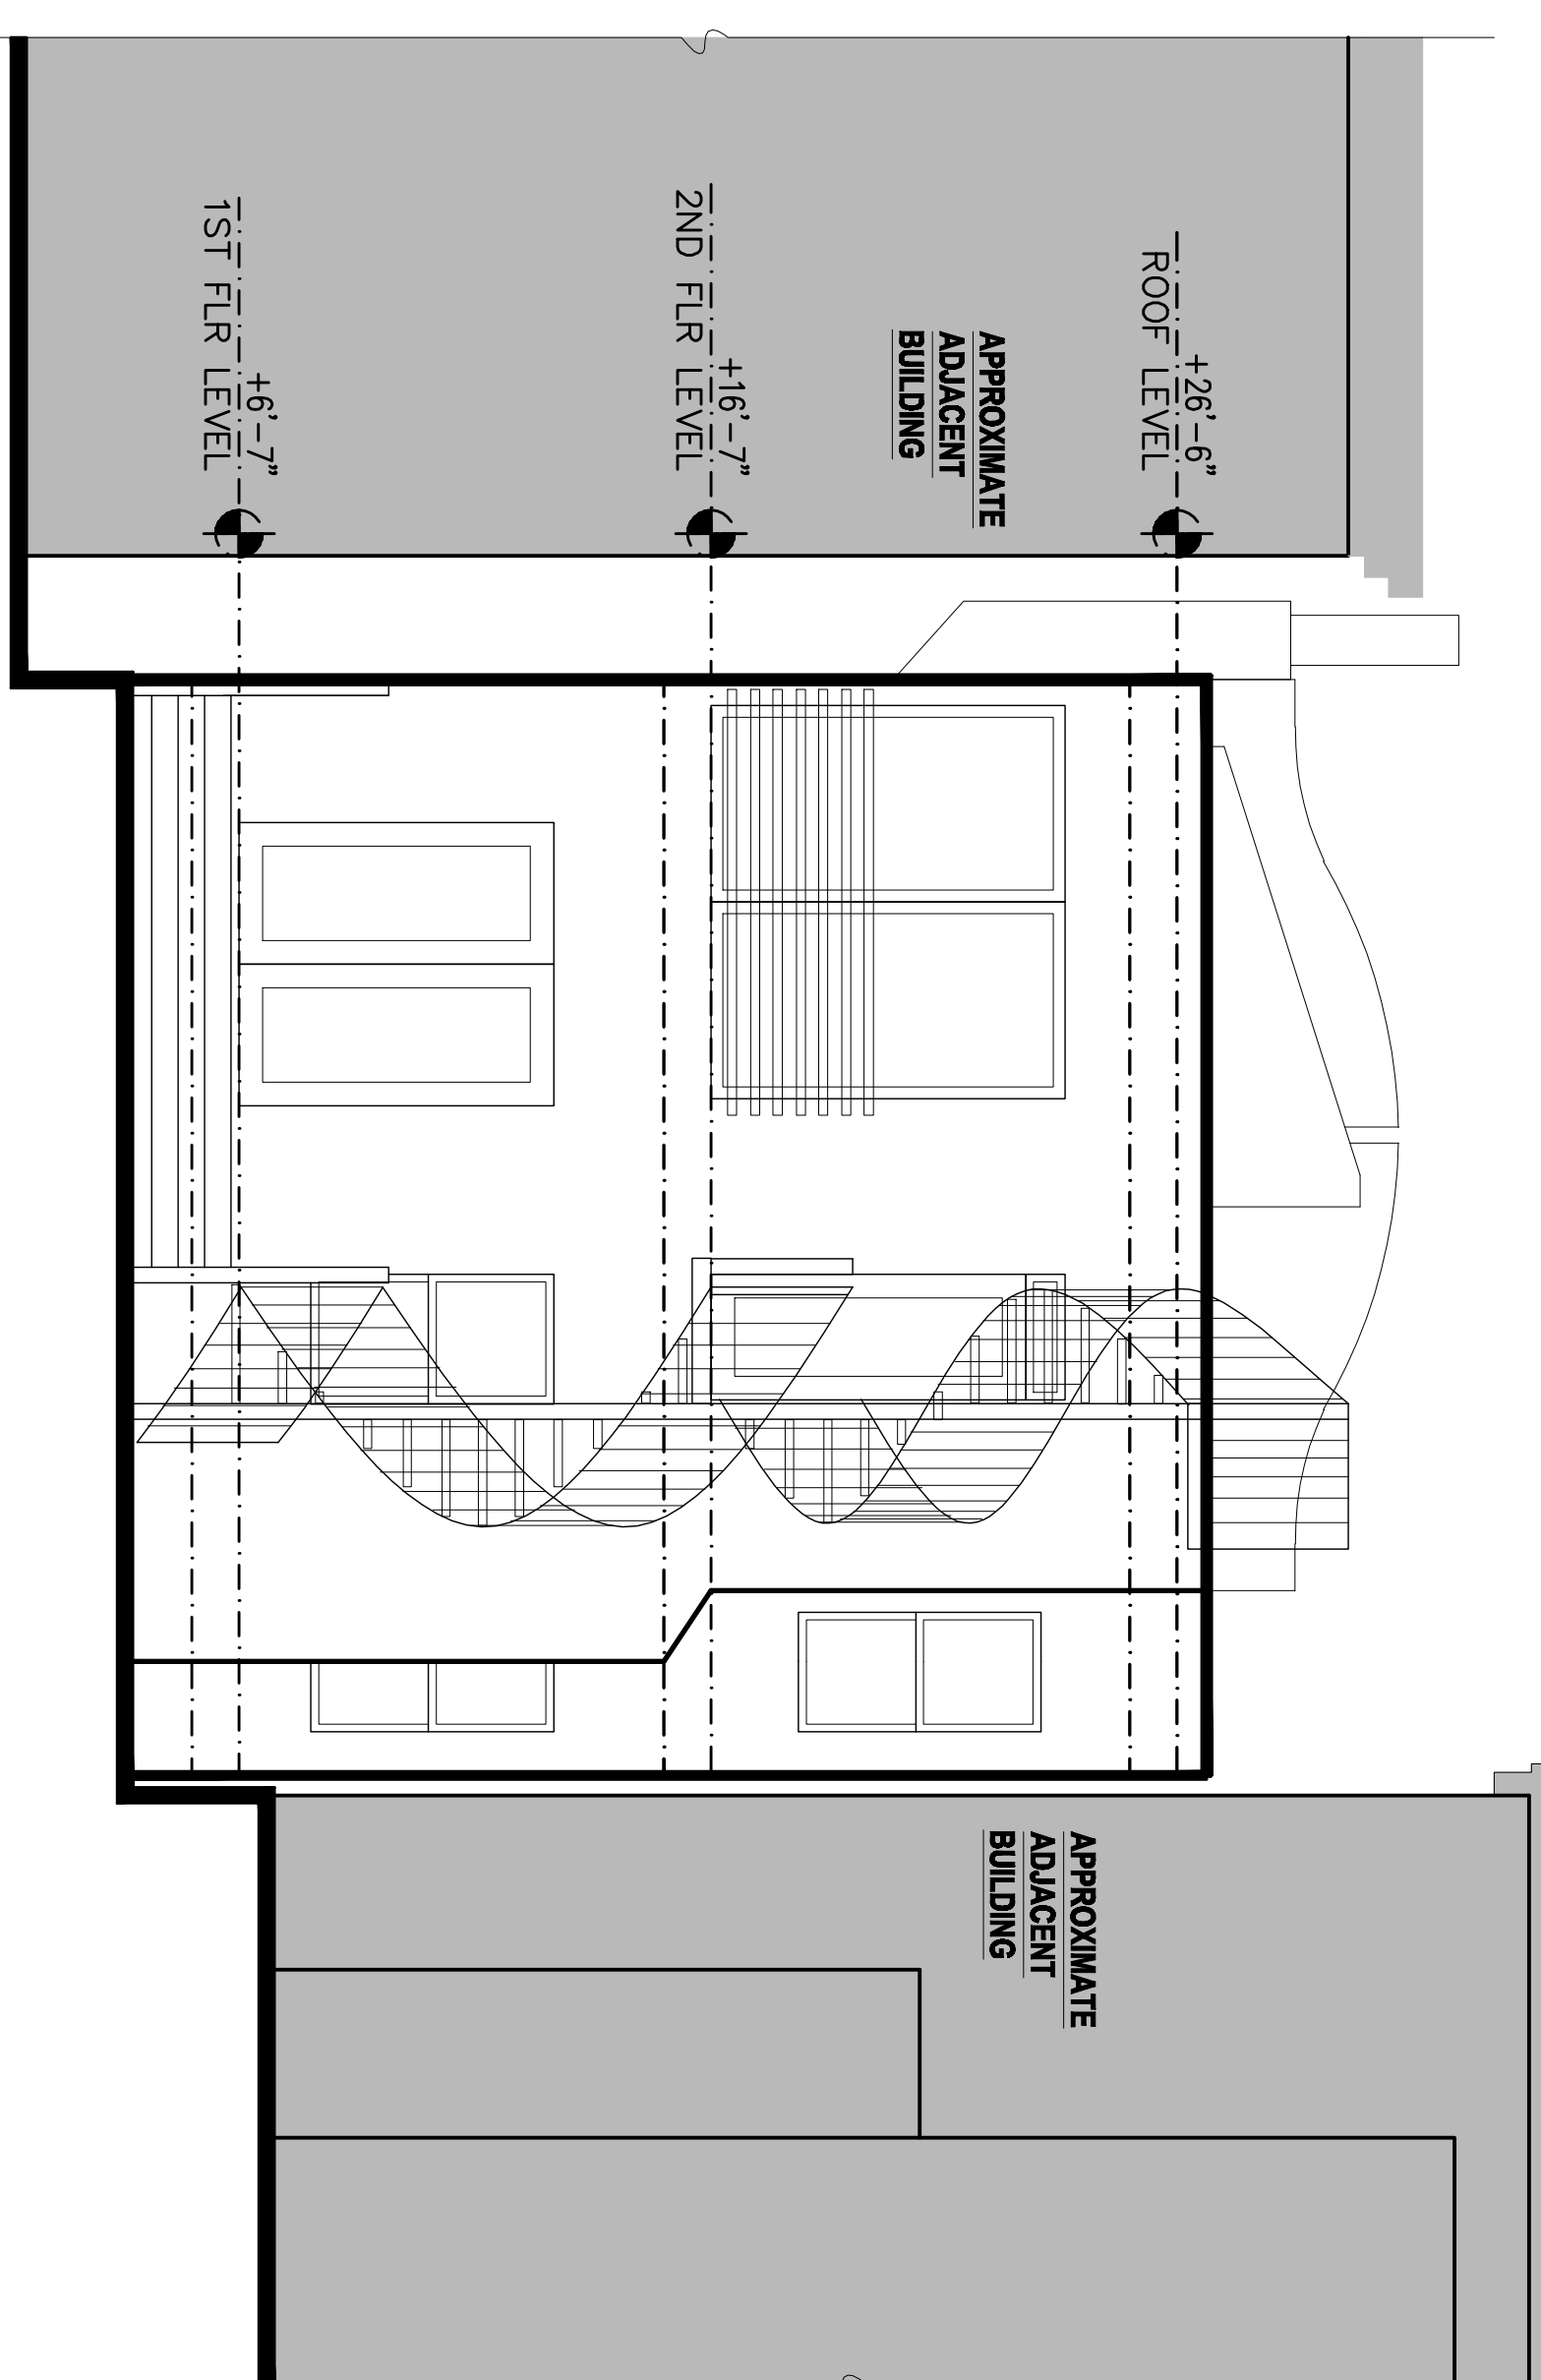 +26'-6"
ROOF LEVEL
APPROXIMATE
ADJACENT
BUILDING
+16'-7"
2ND FLR LEVEL
+6'-7"
1ST FLR LEVEL
APPROXIMATE
ADJACENT
BUILDING